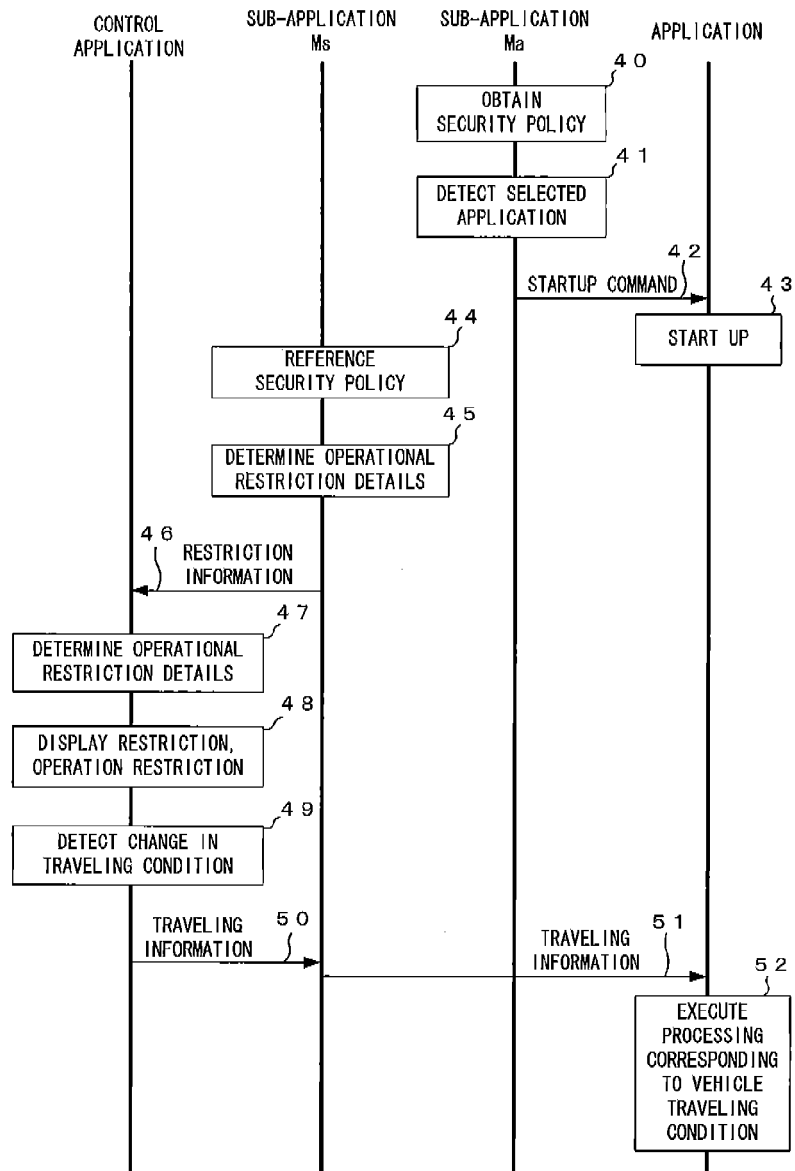 CONTROL
APPLICATION
SUB-APPLICATION
Ms
SUB-APPLICATION
Ma
APPLICATION
40
OBTAIN
SECURITY POLICY
41
DETECT SELECTED
APPLICATION
42
STARTUP COMMAND
43
START UP
44
REFERENCE
SECURITY POLICY
45
DETERMINE OPERATIONAL
RESTRICTION DETAILS
46
RESTRICTION
INFORMATION
47
DETERMINE OPERATIONAL
RESTRICTION DETAILS
48
DISPLAY RESTRICTION,
OPERATION RESTRICTION
49
DETECT CHANGE IN
TRAVELING CONDITION
50
TRAVELING
INFORMATION
51
TRAVELING
INFORMATION
52
EXECUTE
PROCESSING
CORRESPONDING
TO VEHICLE
TRAVELING
CONDITION